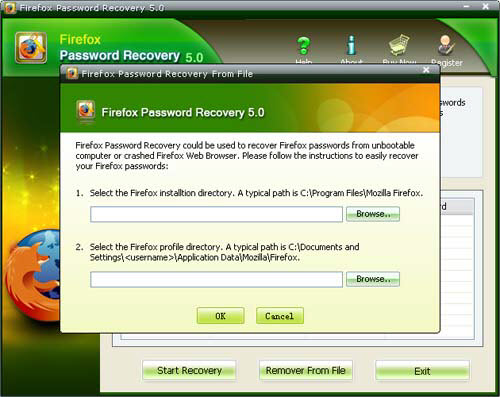 Firefox Password Recovery 5.0
Firefox
Password Recovery 5.0
Help
About
Buy Now
Register
Firefox Password Recovery From File
Firefox Password Recovery 5.0
Firefox Password Recovery could be used to recover Firefox passwords from unbootable
computer or crashed Firefox Web Browser. Please follow the instructions to easily recover
your Firefox passwords:
1. Select the Firefox installtion directory. A typical path is C:\Program Files\Mozilla Firefox.
Browse..
2. Select the Firefox profile directory. A typical path is C:\Documents and
Settings\<username>\Application Data\Mozilla\Firefox.
Browse..
OK
Cancel
Start Recovery
Remover From File
Exit